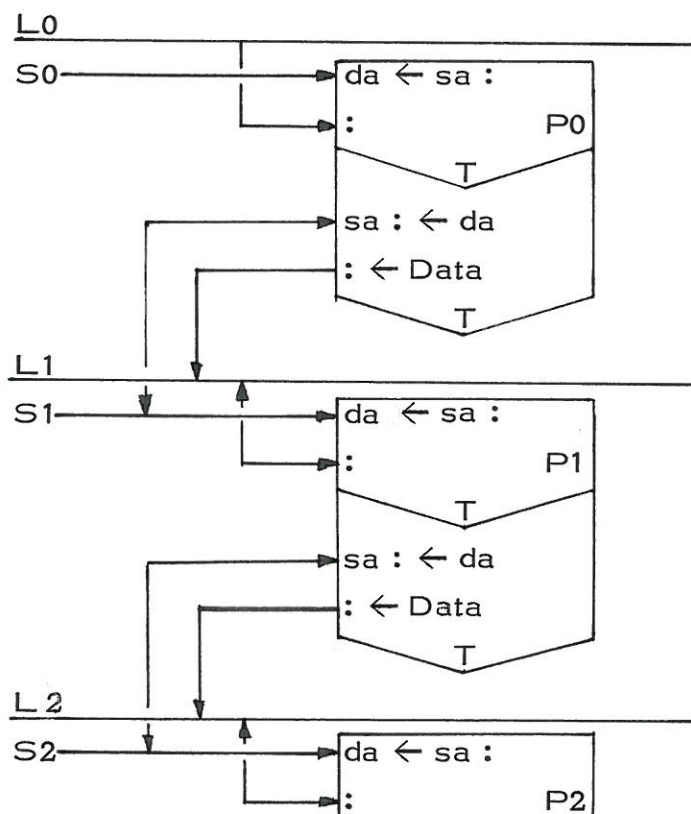 L0
S0 da ← sa :
: P0
T
sa : ← da
: ← Data
T
L1
S1 da ← sa :
: P1
T
sa : ← da
: ← Data
T
L2
S2 da ← sa :
: P2